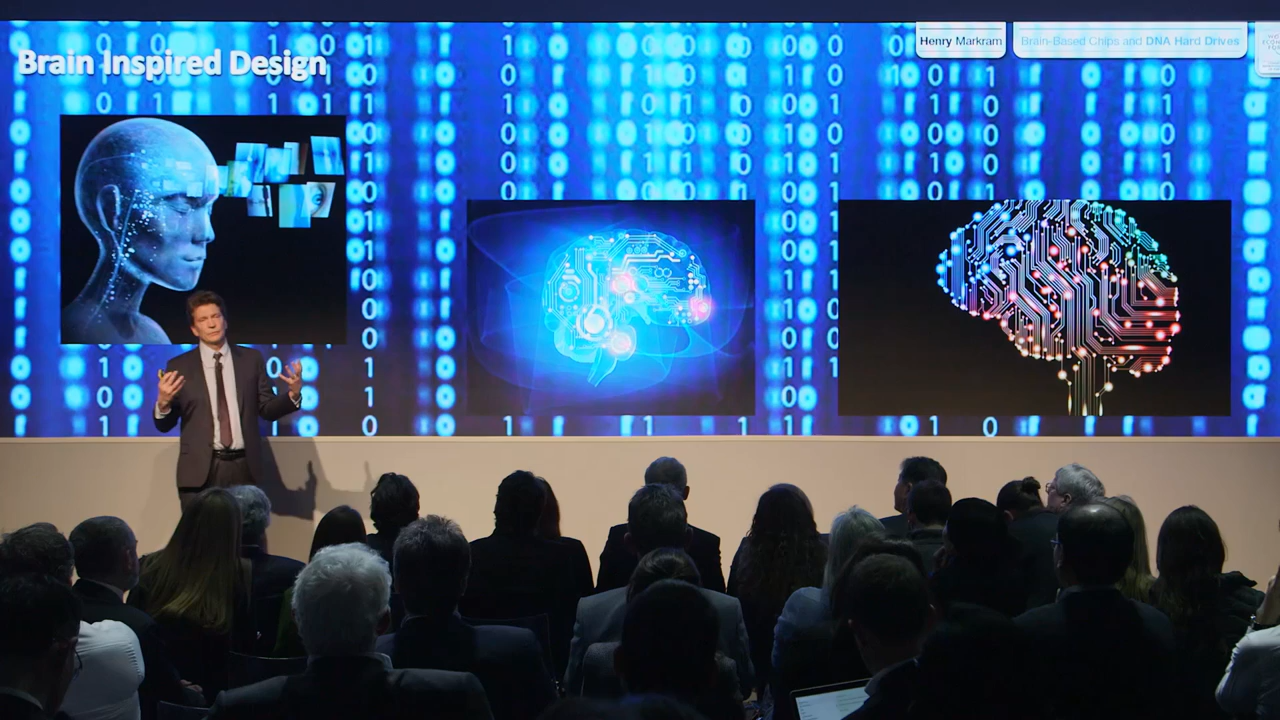 Brain Inspired Design
Henry Markram
Brain-Based Chips and DNA Hard Drives